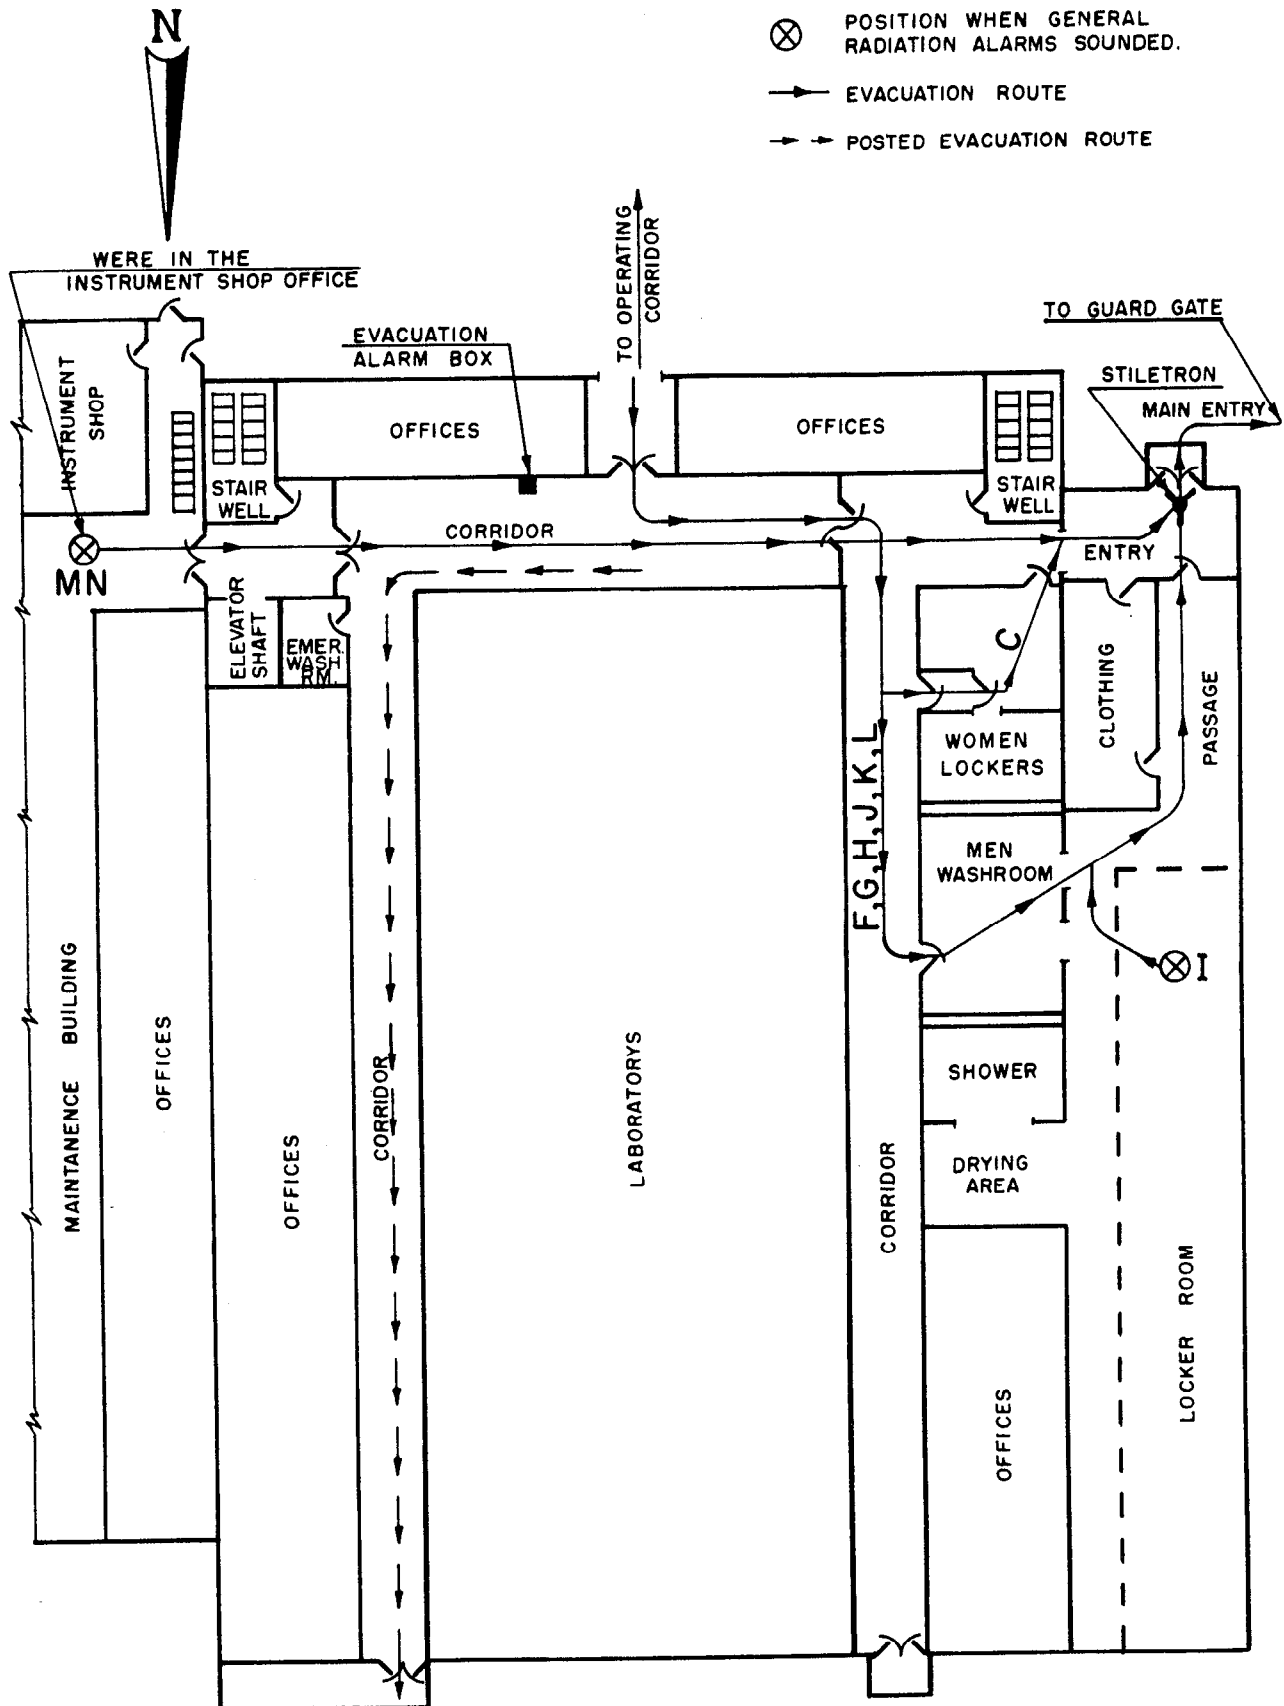 N
POSITION WHEN GENERAL
RADIATION ALARMS SOUNDED.
EVACUATION ROUTE
POSTED EVACUATION ROUTE
WERE IN THE
INSTRUMENT SHOP OFFICE
TO OPERATING
CORRIDOR
EVACUATION
ALARM BOX
TO GUARD GATE
STILETRON
MAIN ENTRY
INSTRUMENT
SHOP
OFFICES
OFFICES
STAIR
WELL
STAIR
WELL
CORRIDOR
ENTRY
MN
ELEVATOR
SHAFT
EMER.
WASH
RM.
C
CLOTHING
PASSAGE
WOMEN
LOCKERS
F,G,H,J,K,L
MEN
WASHROOM
I
MAINTANENCE BUILDING
OFFICES
OFFICES
CORRIDOR
LABORATORYS
CORRIDOR
SHOWER
DRYING
AREA
OFFICES
LOCKER ROOM